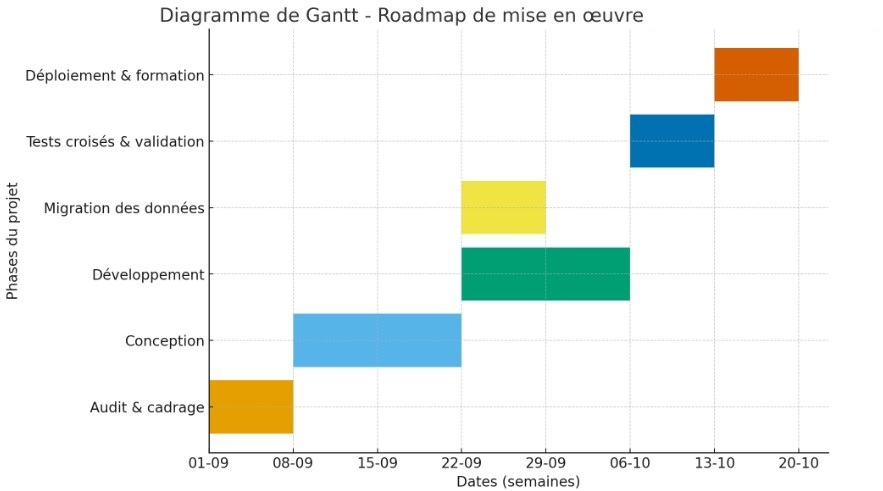 Diagramme de Gantt - Roadmap de mise en œuvre
Phases du projet
Déploiement & formation
Tests croisés & validation
Migration des données
Développement
Conception
Audit & cadrage
01-09 08-09 15-09 22-09 29-09 06-10 13-10 20-10
Dates (semaines)